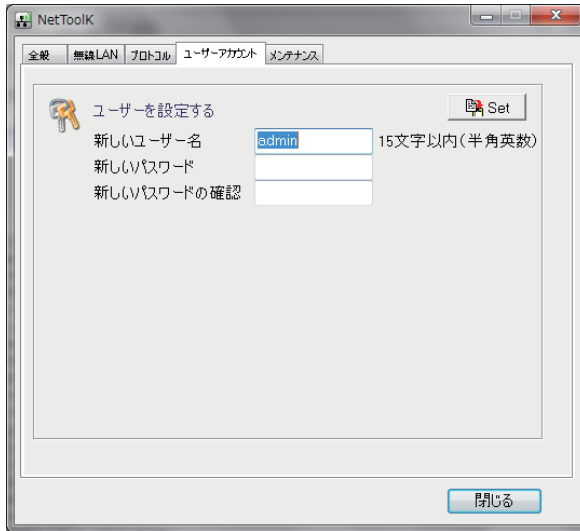 NetToolK
全般 無線LAN プロトコル ユーザーアカウント メンテナンス
ユーザーを設定する Set
新しいユーザー名 admin 15文字以内(半角英数)
新しいパスワード
新しいパスワードの確認
閉じる